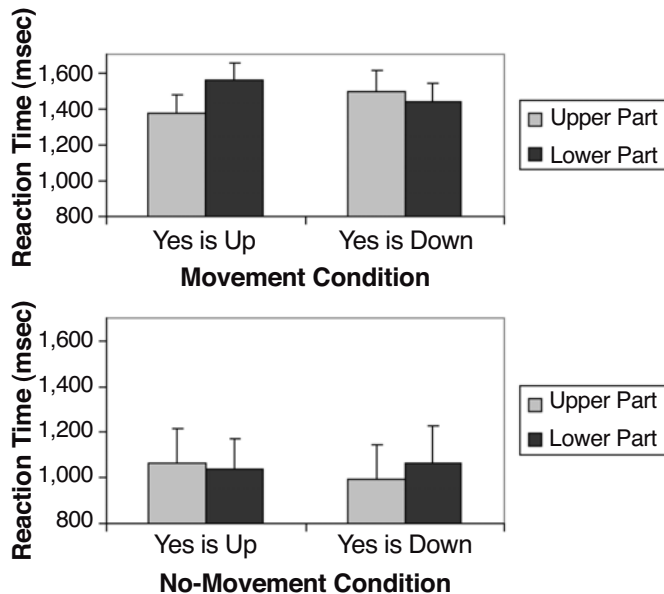 Reaction Time (msec)
1,600
1,400
1,200
1,000
800
Yes is Up Yes is Down
Movement Condition
Upper Part
Lower Part
Reaction Time (msec)
1,600
1,400
1,200
1,000
800
Yes is Up Yes is Down
No-Movement Condition
Upper Part
Lower Part